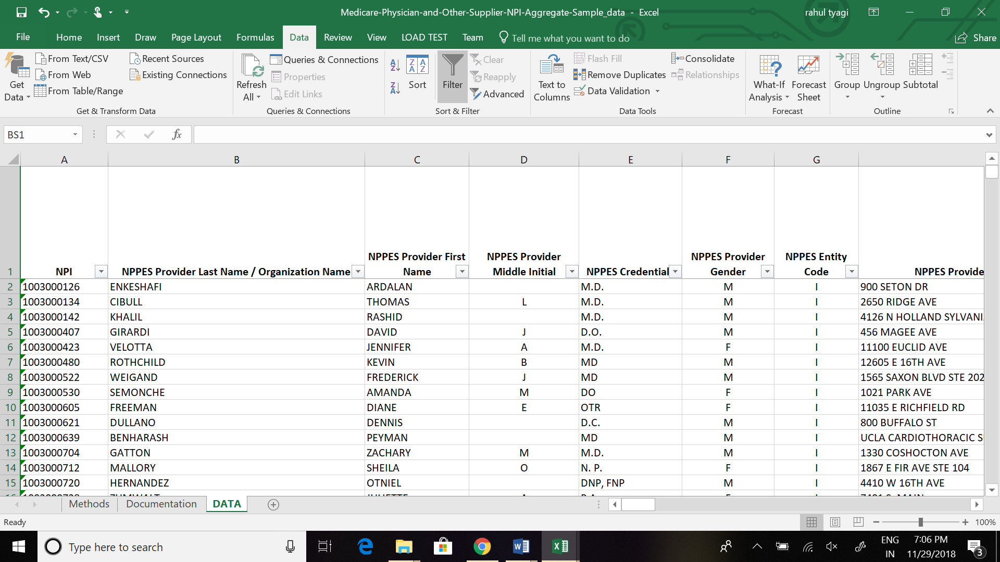 Medicare-Physician-and-Other-Supplier-NPI-Aggregate-Sample_data - Excel
rahul tyagi
File Home Insert Draw Page Layout Formulas Data Review View LOAD TEST Team Tell me what you want to do Share
Get Data
From Text/CSV
From Web
From Table/Range
Recent Sources
Existing Connections
Get & Transform Data
Refresh All
Queries & Connections
Properties
Edit Links
Queries & Connections
Sort
Filter
Clear
Reapply
Advanced
Sort & Filter
Text to Columns
Flash Fill
Remove Duplicates
Data Validation
Consolidate
Relationships
Data Tools
What-If Analysis
Forecast Sheet
Forecast
Group
Ungroup
Subtotal
Outline
BS1
fx
A B C D E F G
1 NPI NPPES Provider Last Name / Organization Name NPPES Provider First Name NPPES Provider Middle Initial NPPES Credential NPPES Provider Gender NPPES Entity Code NPPES Provide
2 1003000126 ENKESHAFI ARDALAN M.D. M I 900 SETON DR
3 1003000134 CIBULL THOMAS L M.D. M I 2650 RIDGE AVE
4 1003000142 KHALIL RASHID M.D. M I 4126 N HOLLAND SYLVANI
5 1003000407 GIRARDI DAVID J D.O. M I 456 MAGEE AVE
6 1003000423 VELOTTA JENNIFER A M.D. F I 11100 EUCLID AVE
7 1003000480 ROTHCHILD KEVIN B MD M I 12605 E 16TH AVE
8 1003000522 WEIGAND FREDERICK J MD M I 1565 SAXON BLVD STE 202
9 1003000530 SEMONCHE AMANDA M DO F I 1021 PARK AVE
10 1003000605 FREEMAN DIANE E OTR F I 11035 E RICHFIELD RD
11 1003000621 DULLANO DENNIS D.C. M I 800 BUFFALO ST
12 1003000639 BENHARASH PEYMAN MD M I UCLA CARDIOTHORACIC S
13 1003000704 GATTON ZACHARY M M.D. M I 1330 COSHOCTON AVE
14 1003000712 MALLORY SHEILA O N. P. F I 1867 E FIR AVE STE 104
15 1003000720 HERNANDEZ OTNIEL DNP, FNP M I 4410 W 16TH AVE
Methods Documentation DATA
Ready
100%
Type here to search
ENG IN
7:06 PM
11/29/2018
3